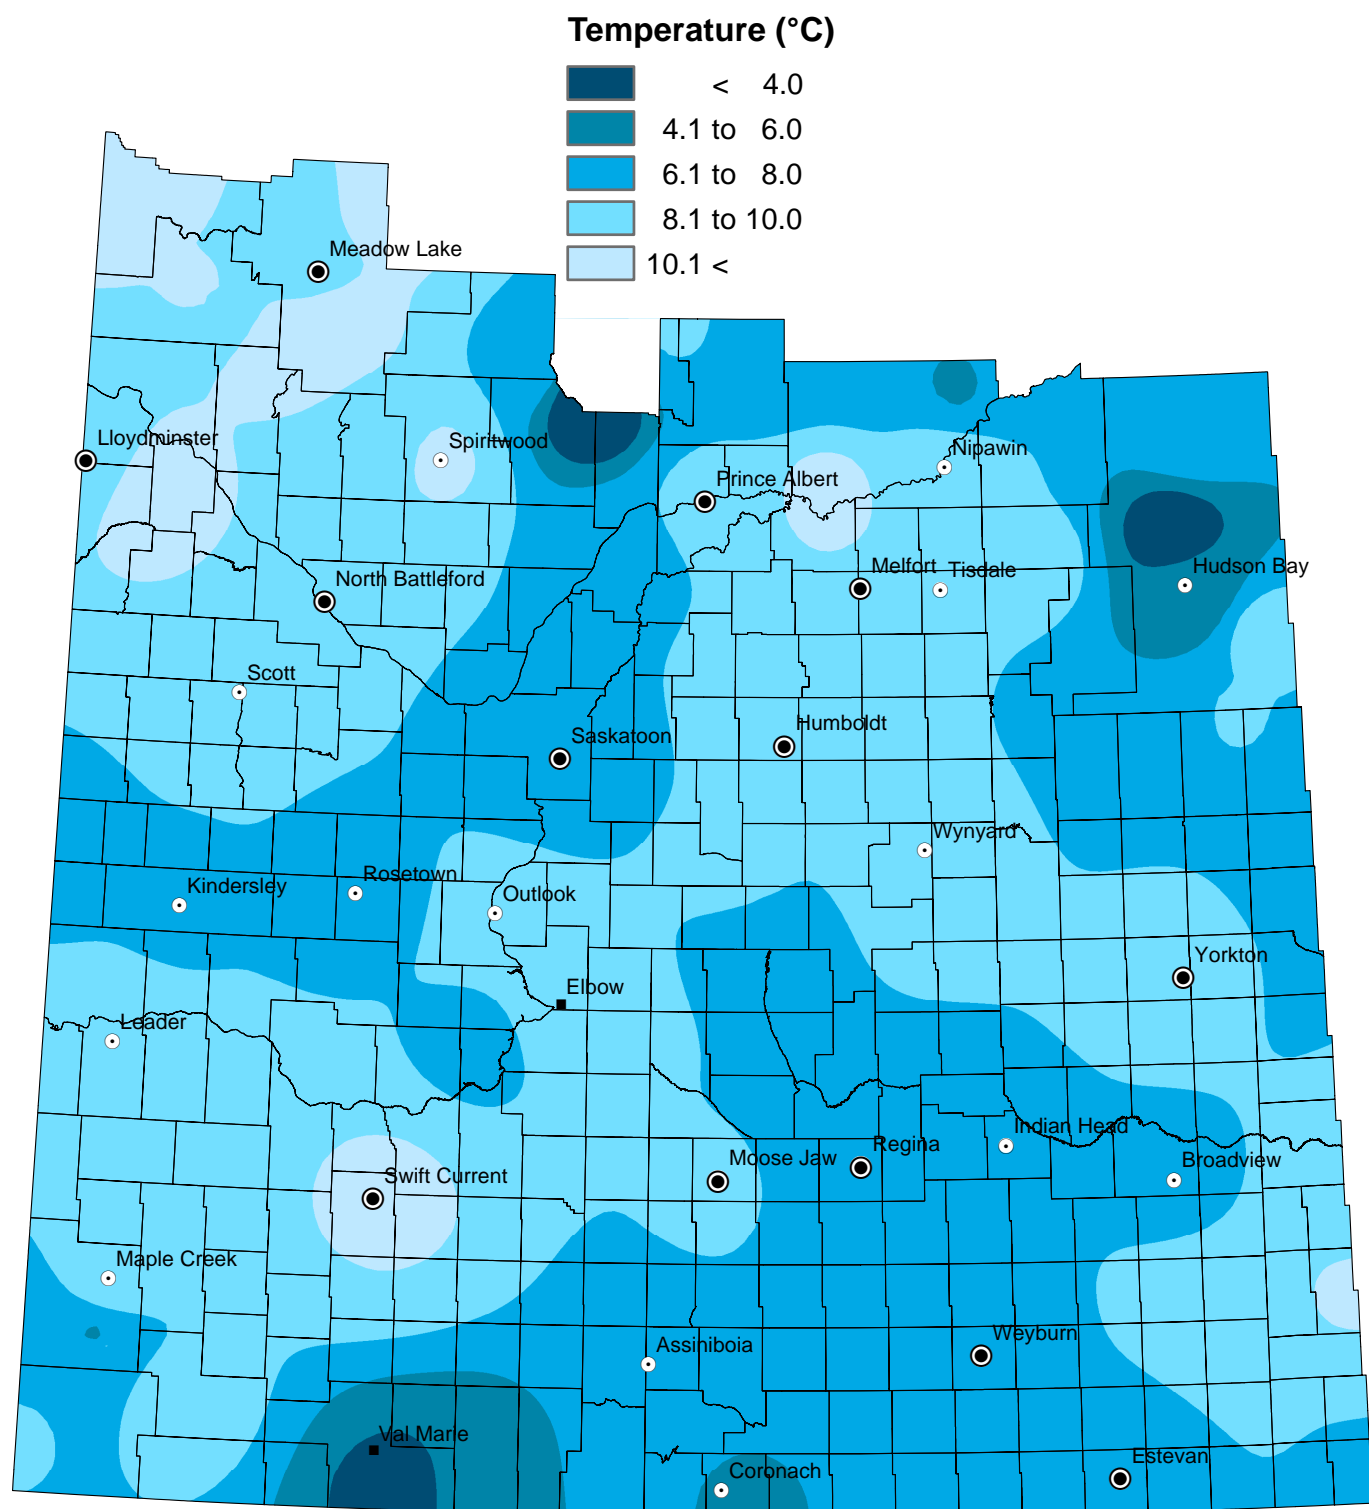 Temperature (°C)
< 4.0
4.1 to 6.0
6.1 to 8.0
8.1 to 10.0
10.1 <
Meadow Lake
Lloydminster
Spiritwood
Nipawin
Prince Albert
Melfort
Tisdale
Hudson Bay
North Battleford
Scott
Humboldt
Saskatoon
Wynyard
Rosetown
Kindersley
Outlook
Yorkton
Elbow
Leader
Indian Head
Regina
Moose Jaw
Broadview
Swift Current
Maple Creek
Weyburn
Assiniboia
Val Marie
Estevan
Coronach